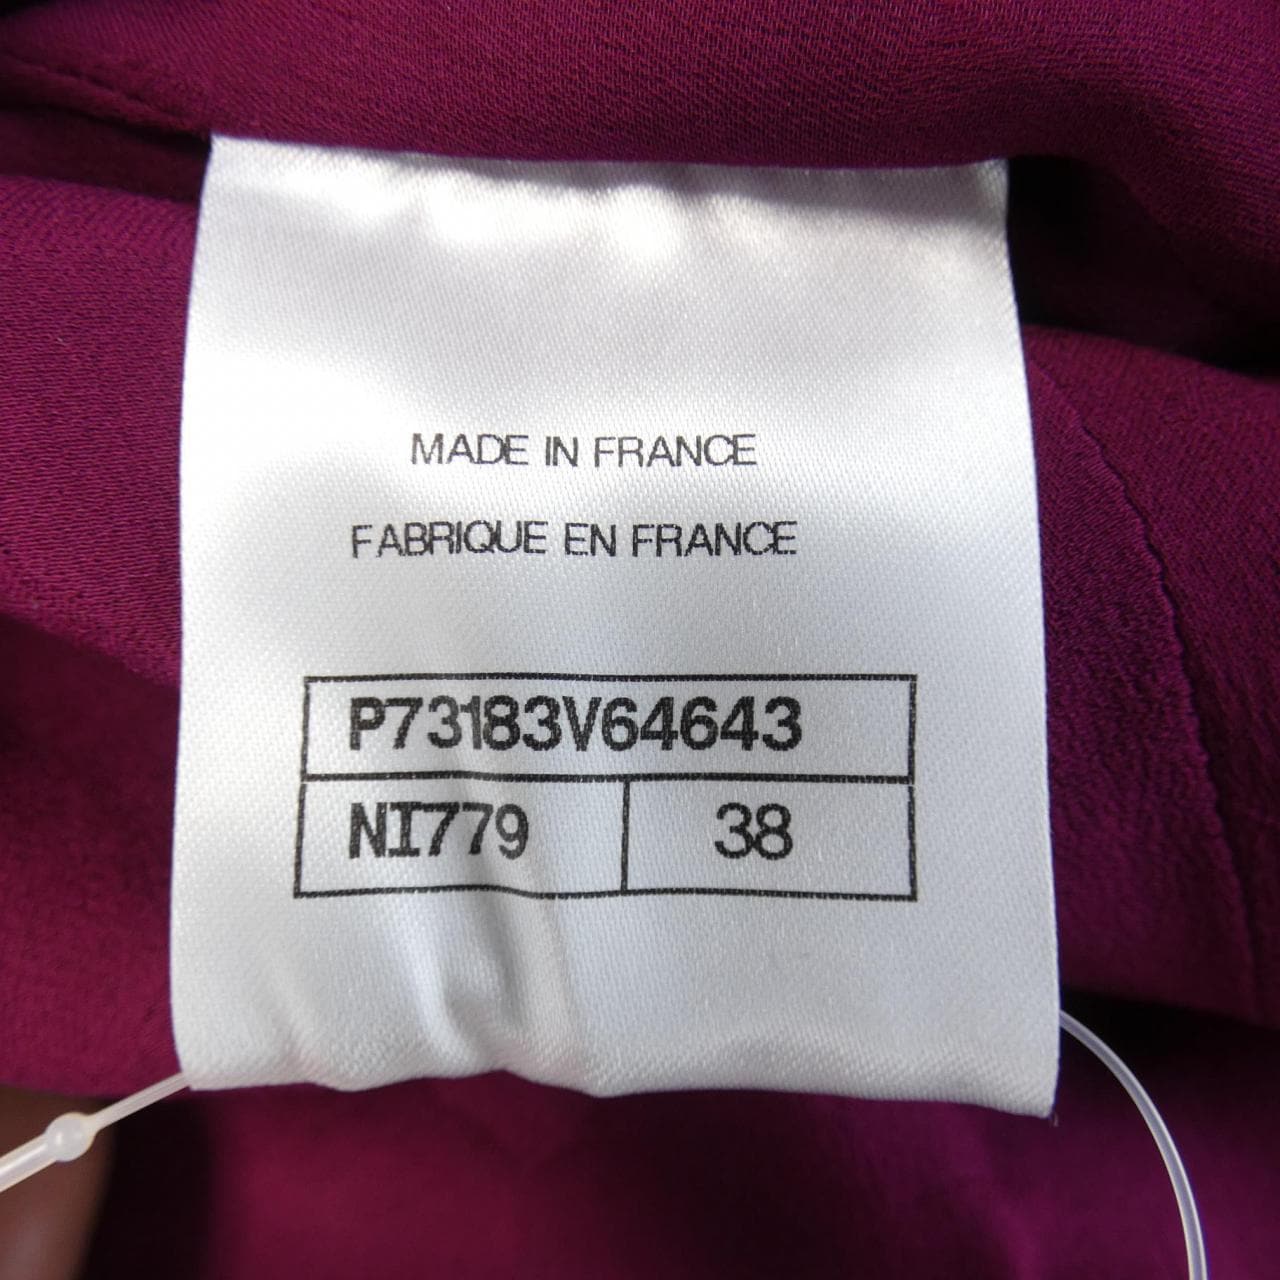 MADE IN FRANCE
FABRIQUE EN FRANCE
P73183V64643
NI779 38